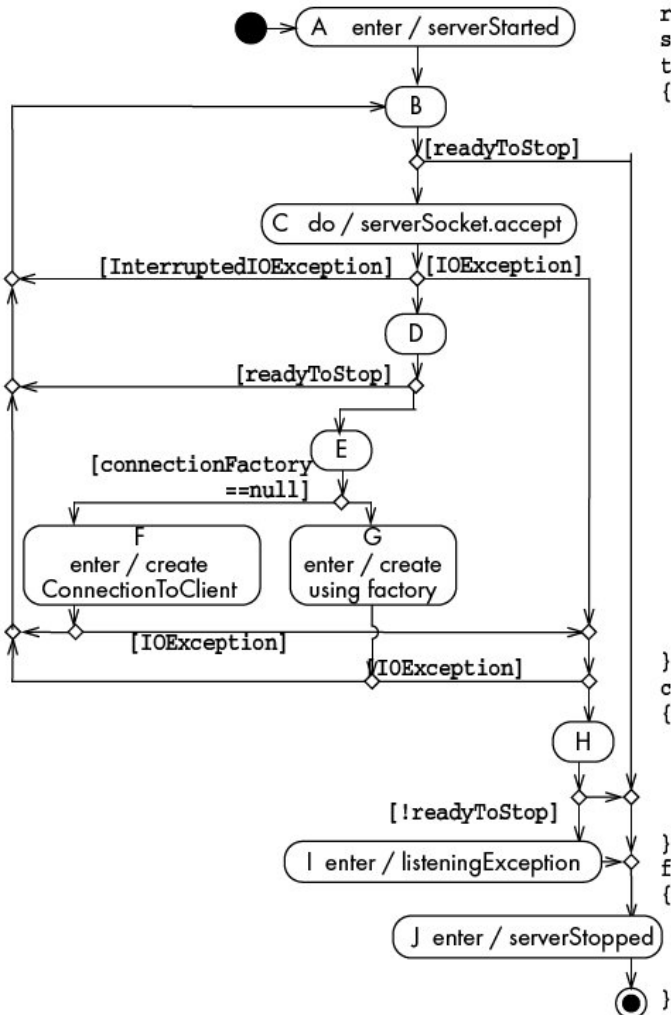 A enter / serverStarted
r
s
t
{
B
[readyToStop]
C do / serverSocket.accept
[InterruptedIOException]
[IOException]
D
[readyToStop]
E
[connectionFactory
==null]
F
enter / create
ConnectionToClient
G
enter / create
using factory
[IOException]
[IOException]
}
c
{
H
[!readyToStop]
I enter / listeningException
}
f
{
J enter / serverStopped
}